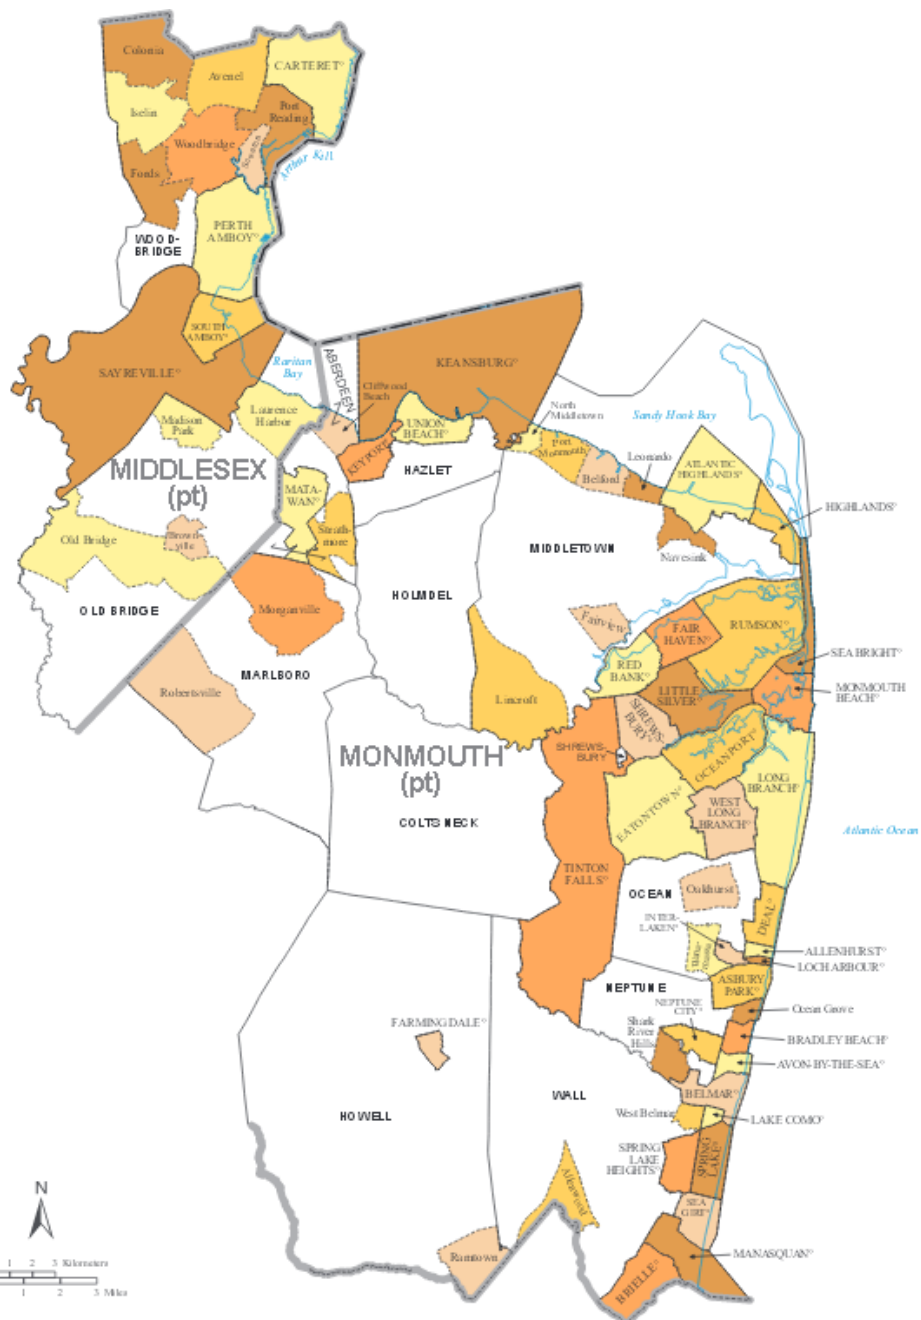 Colonia
Avenel
CARTERET°
Iselin
Port
Reading
Woodbridge
Sewaren
Fords
Arthur Kill
PERTH
AMBOY°
WOOD-
BRIDGE
SOUTH
AMBOY°
SAYREVILLE°
Raritan
Bay
ABERDEEN
KEANSBURG°
Cliffwood
Beach
Laurence
Harbor
Madison
Park
UNION
BEACH°
KEYPORT°
HAZLET
North
Middletown
Sandy Hook Bay
Port
Monmouth
Belford
Leonardo
ATLANTIC
HIGHLANDS°
HIGHLANDS°
MIDDLESEX
(pt)
MATA-
WAN°
Strath-
more
Old Bridge
Brown-
ville
OLD BRIDGE
MIDDLETOWN
Navesink
HOLMDEL
Morganville
MARLBORO
Robertsville
Fairview
FAIR
HAVEN°
RUMSON°
RED
BANK°
SEA BRIGHT°
LITTLE
SILVER°
MONMOUTH
BEACH°
Lincroft
SHREWS-
BURY°
SHREWS-
BURY
OCEANPORT°
MONMOUTH
(pt)
LONG
BRANCH°
EATONTOWN°
WEST
LONG
BRANCH°
COLTS NECK
Atlantic Ocean
TINTON
FALLS°
OCEAN
Oakhurst
DEAL°
INTER-
LAKEN°
ALLENHURST°
LOCH ARBOUR°
NEPTUNE
ASBURY
PARK°
NEPTUNE
CITY°
Ocean Grove
Shark
River
Hills
BRADLEY BEACH°
AVON-BY-THE-SEA°
FARMINGDALE°
BELMAR°
WALL
HOWELL
West Belmar
LAKE COMO°
SPRING
LAKE
HEIGHTS°
SPRING
LAKE°
Allenwood
SEA
GIRT°
Ramtown
MANASQUAN°
BRIELLE°
N
1 2 3 Kilometers
1 2 3 Miles